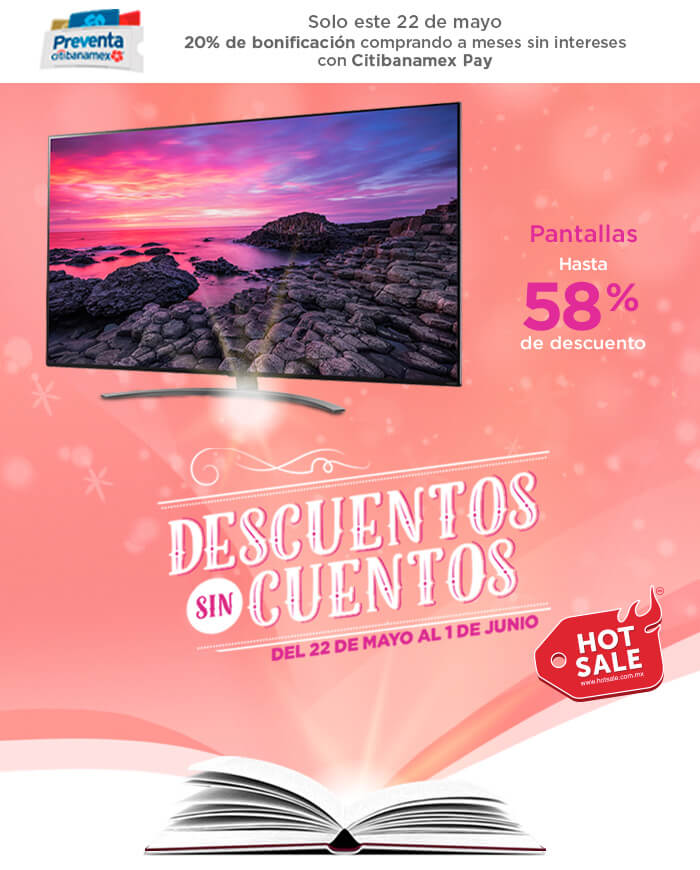 Preventa
citibanamex
Solo este 22 de mayo
20% de bonificación comprando a meses sin intereses
con Citibanamex Pay
Pantallas
Hasta
58%
de descuento
DESCUENTOS
SIN CUENTOS
DEL 22 DE MAYO AL 1 DE JUNIO
HOT
SALE
www.hotsale.com.mx